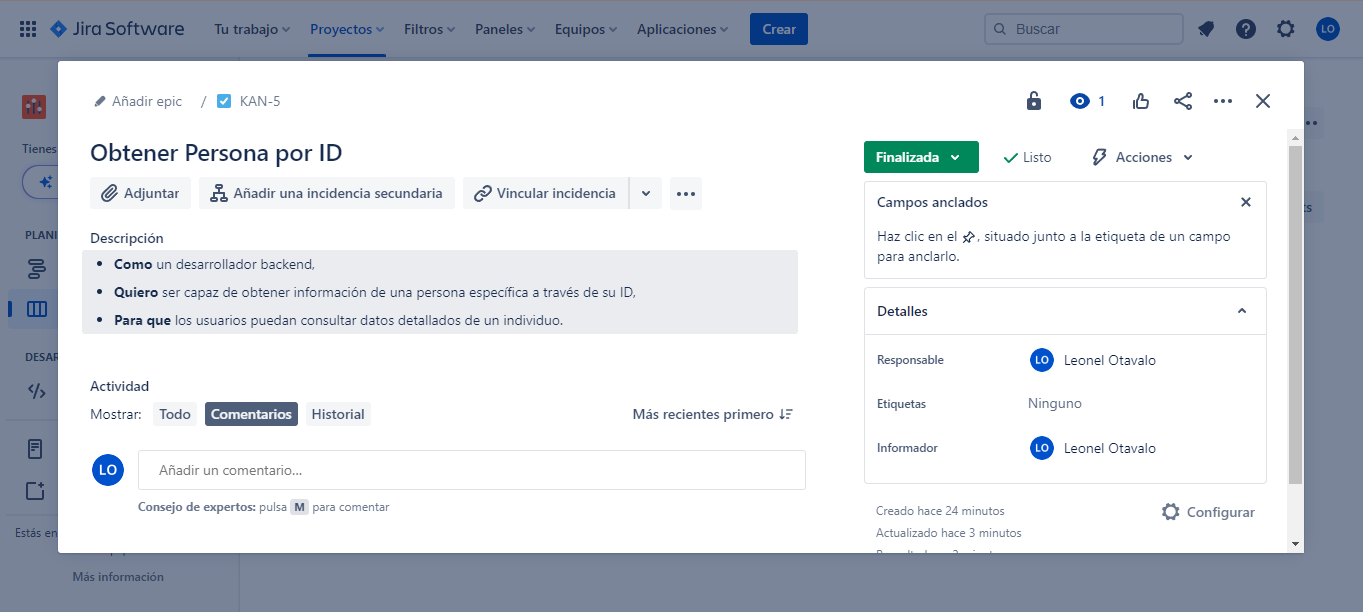 Jira Software Tu trabajo Proyectos Filtros Paneles Equipos Aplicaciones Crear Buscar LO
Tienes
PLANI
DESAR
Estás en
Más información
Añadir epic / KAN-5 1
Obtener Persona por ID
Adjuntar Añadir una incidencia secundaria Vincular incidencia
Descripción
Como un desarrollador backend,
Quiero ser capaz de obtener información de una persona específica a través de su ID,
Para que los usuarios puedan consultar datos detallados de un individuo.
Actividad
Mostrar: Todo Comentarios Historial Más recientes primero
LO Añadir un comentario...
Consejo de expertos: pulsa M para comentar
Finalizada Listo Acciones
Campos anclados
Haz clic en el , situado junto a la etiqueta de un campo
para anclarlo.
Detalles
Responsable LO Leonel Otavalo
Etiquetas Ninguno
Informador LO Leonel Otavalo
Creado hace 24 minutos Configurar
Actualizado hace 3 minutos